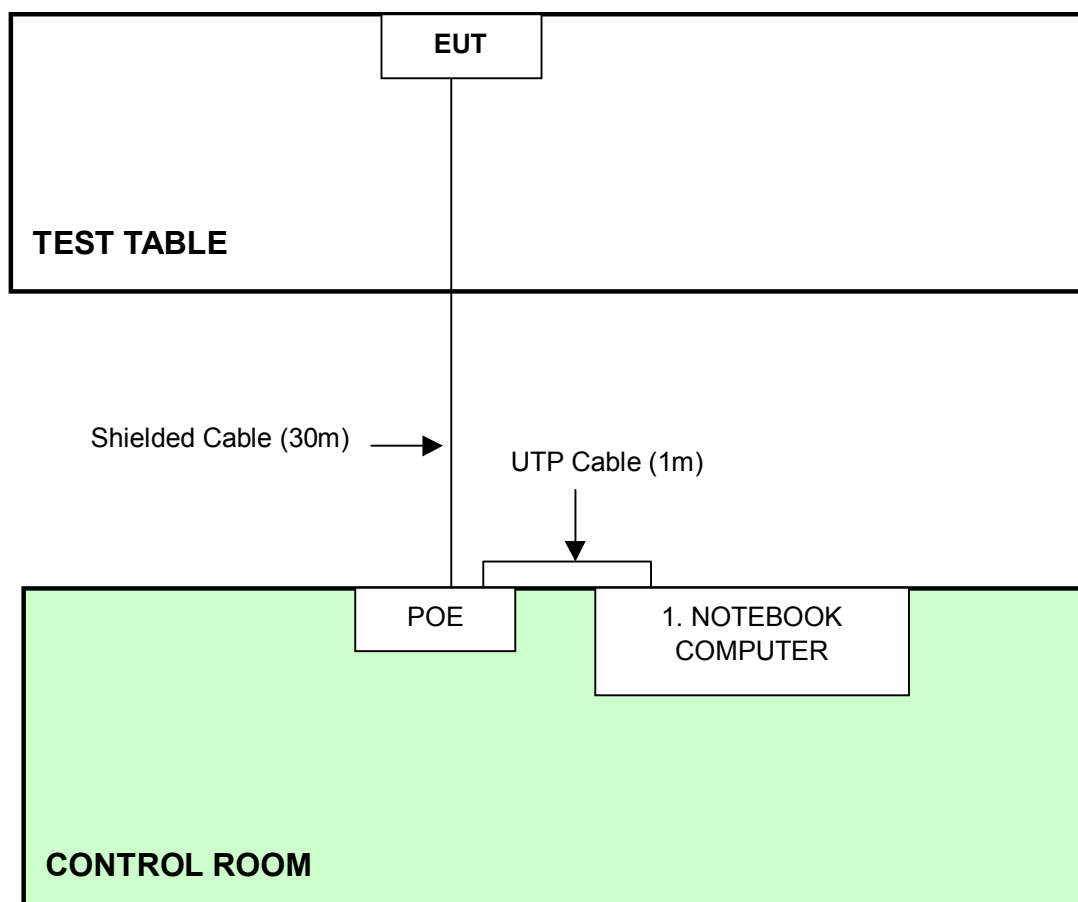 EUT
TEST TABLE
Shielded Cable (30m)
UTP Cable (1m)
POE
1. NOTEBOOK
COMPUTER
CONTROL ROOM